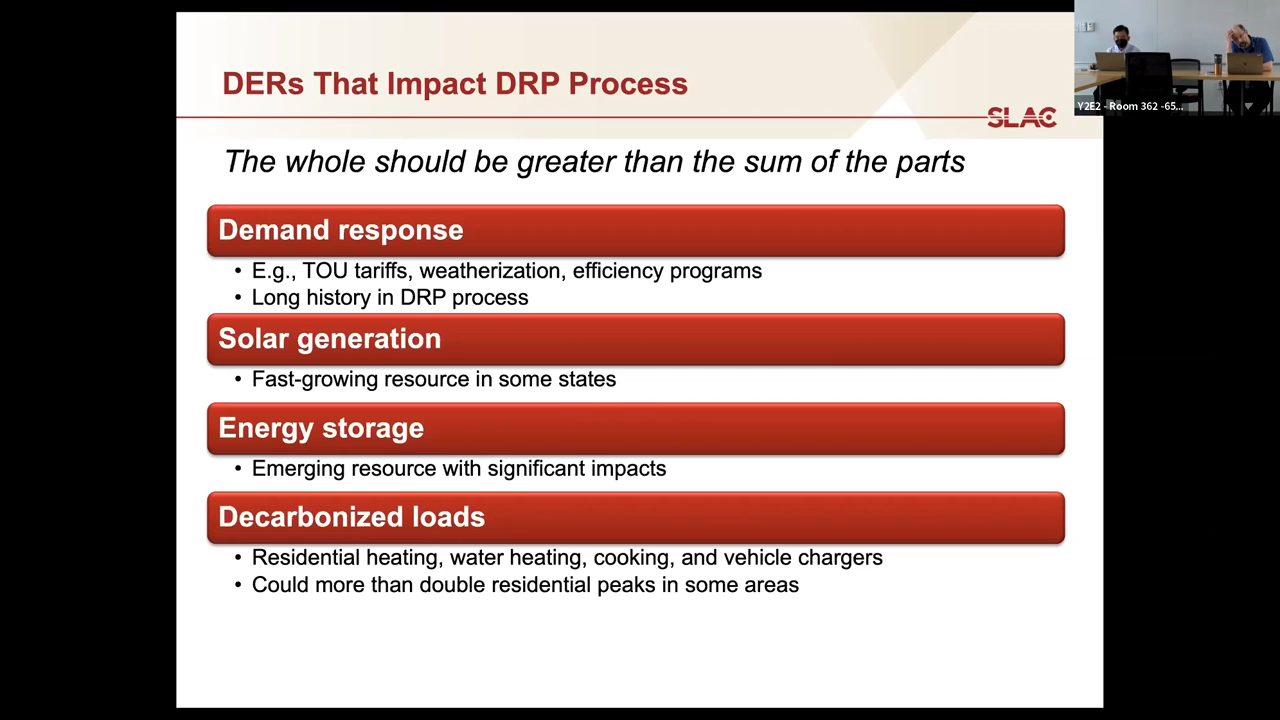 DERs That Impact DRP Process
SLAC
The whole should be greater than the sum of the parts
Demand response
• E.g., TOU tariffs, weatherization, efficiency programs
• Long history in DRP process
Solar generation
• Fast-growing resource in some states
Energy storage
• Emerging resource with significant impacts
Decarbonized loads
• Residential heating, water heating, cooking, and vehicle chargers
• Could more than double residential peaks in some areas
Y2E2 - Room 362 -65...